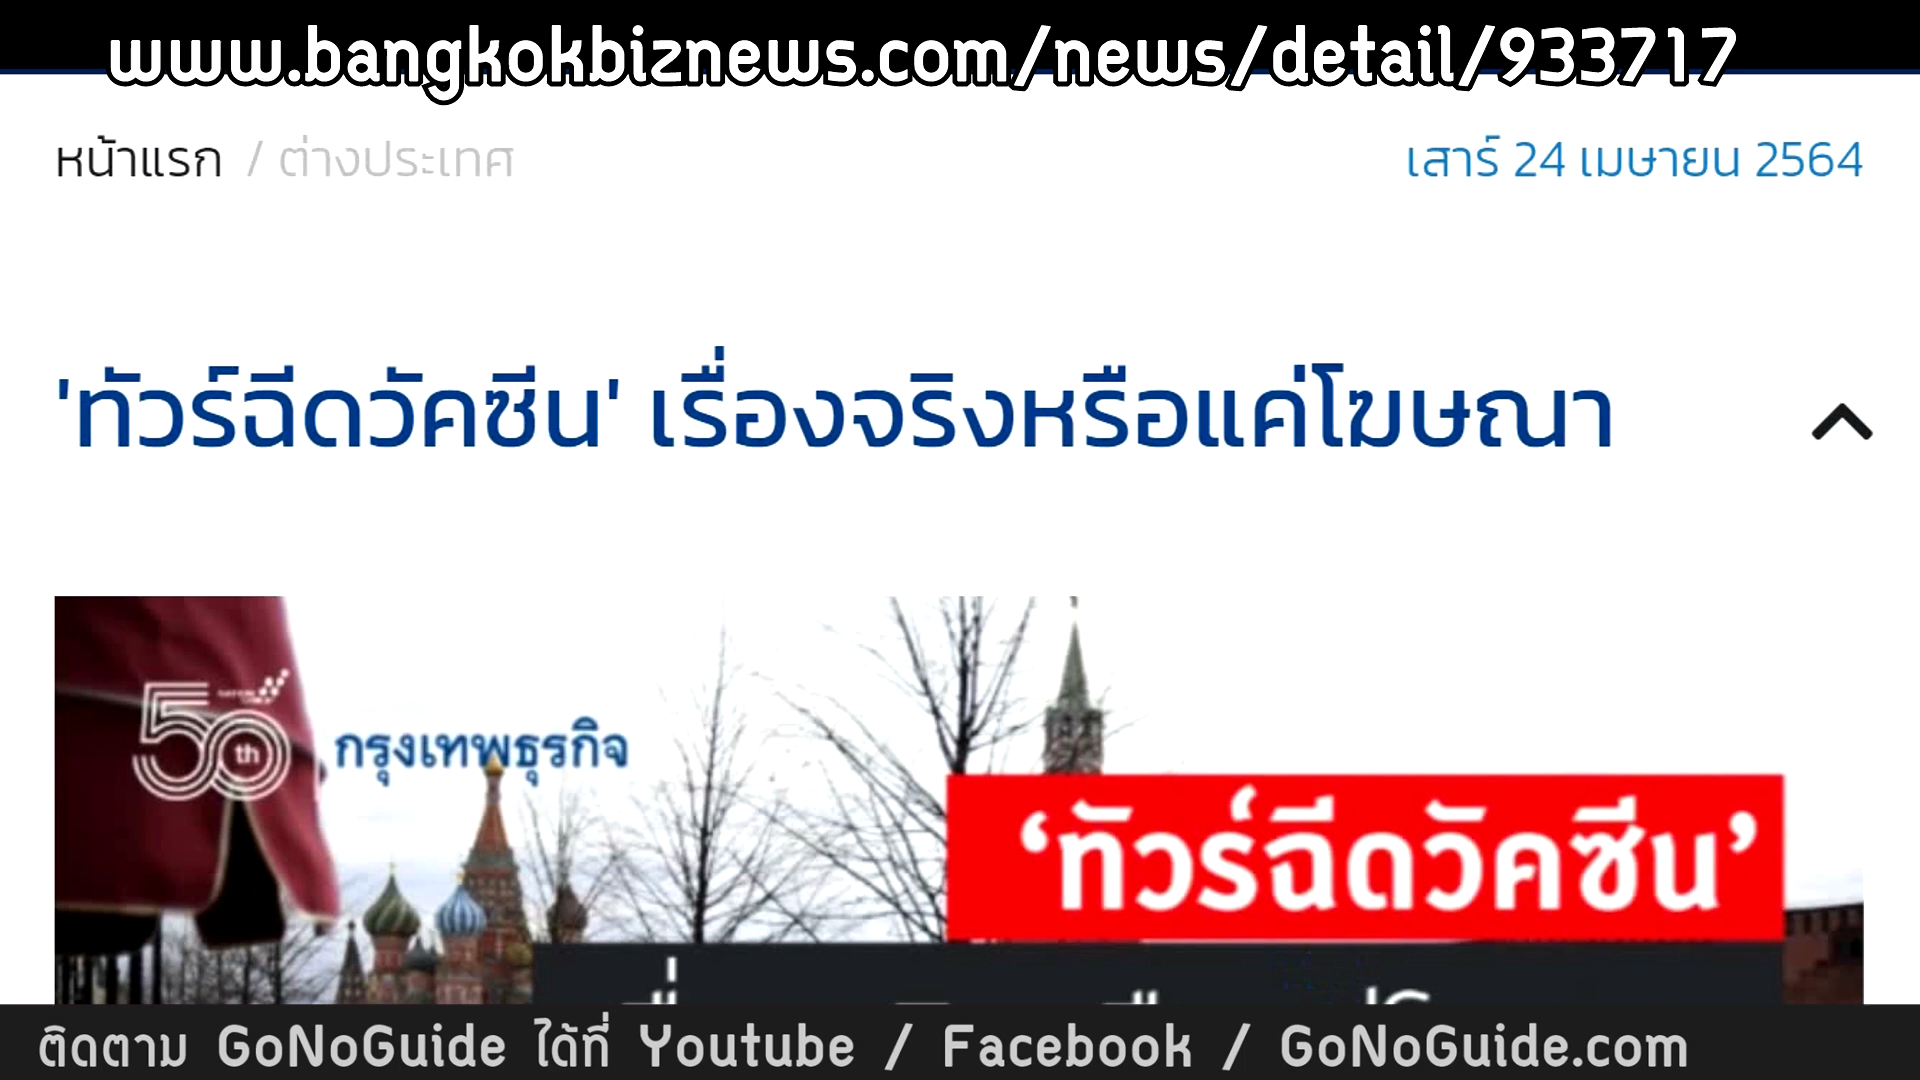 www.bangkokbiznews.com/news/detail/933717
หน้าแรก / ต่างประเทศ
เสาร์ 24 เมษายน 2564
'ทัวร์ฉีดวัคซีน' เรื่องจริงหรือแค่โฆษณา
50th กรุงเทพธุรกิจ
‘ทัวร์ฉีดวัคซีน’
ติดตาม GoNoGuide ได้ที่ Youtube / Facebook / GoNoGuide.com